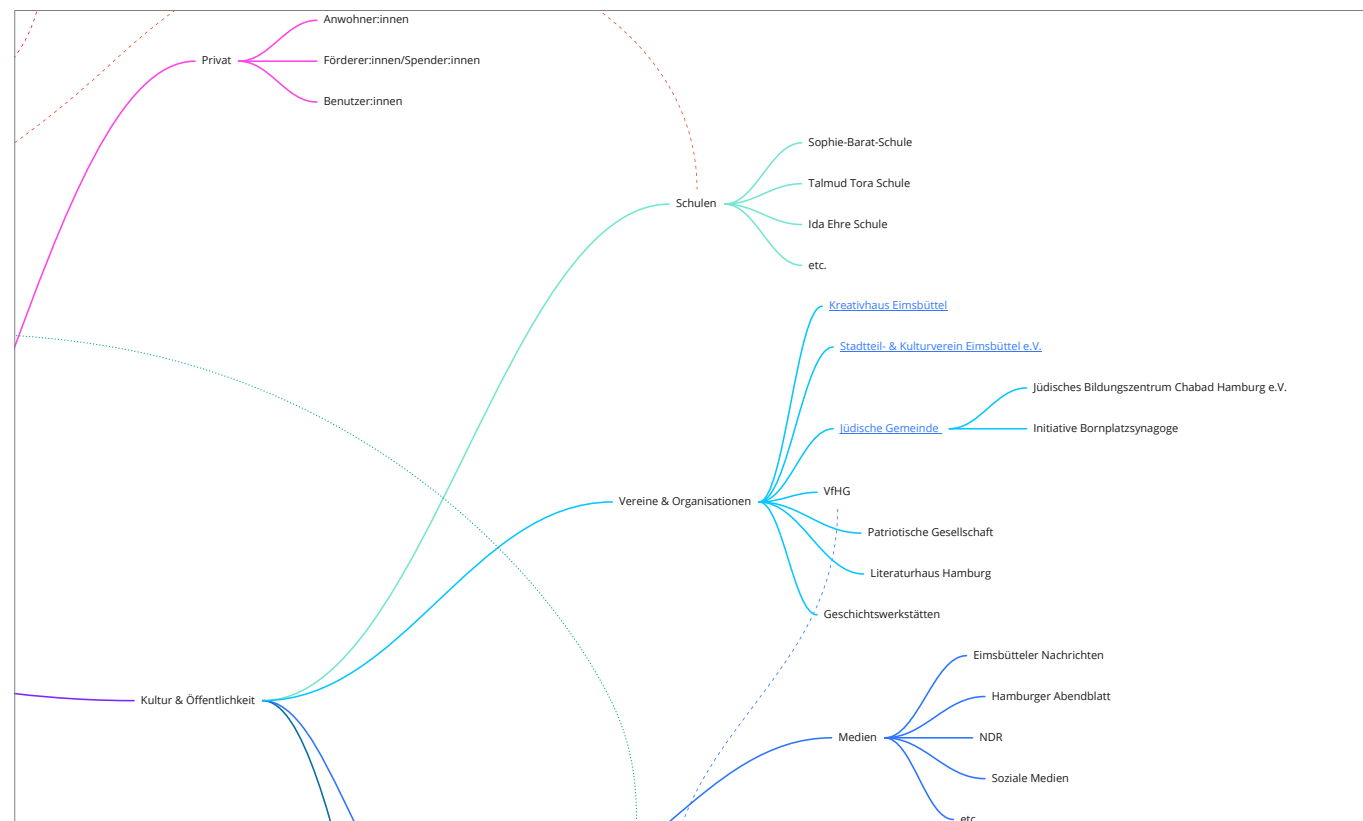 Anwohner:innen
Privat
Förderer:innen/Spender:innen
Benutzer:innen
Sophie-Barat-Schule
Talmud Tora Schule
Schulen
Ida Ehre Schule
etc.
Kreativhaus Eimsbüttel
Stadtteil- & Kulturverein Eimsbüttel e.V.
Jüdisches Bildungszentrum Chabad Hamburg e.V.
Jüdische Gemeinde
Initiative Bornplatzsynagoge
Vereine & Organisationen
VfHG
Patriotische Gesellschaft
Literaturhaus Hamburg
Geschichtswerkstätten
Eimsbütteler Nachrichten
Kultur & Öffentlichkeit
Hamburger Abendblatt
Medien
NDR
Soziale Medien
etc.